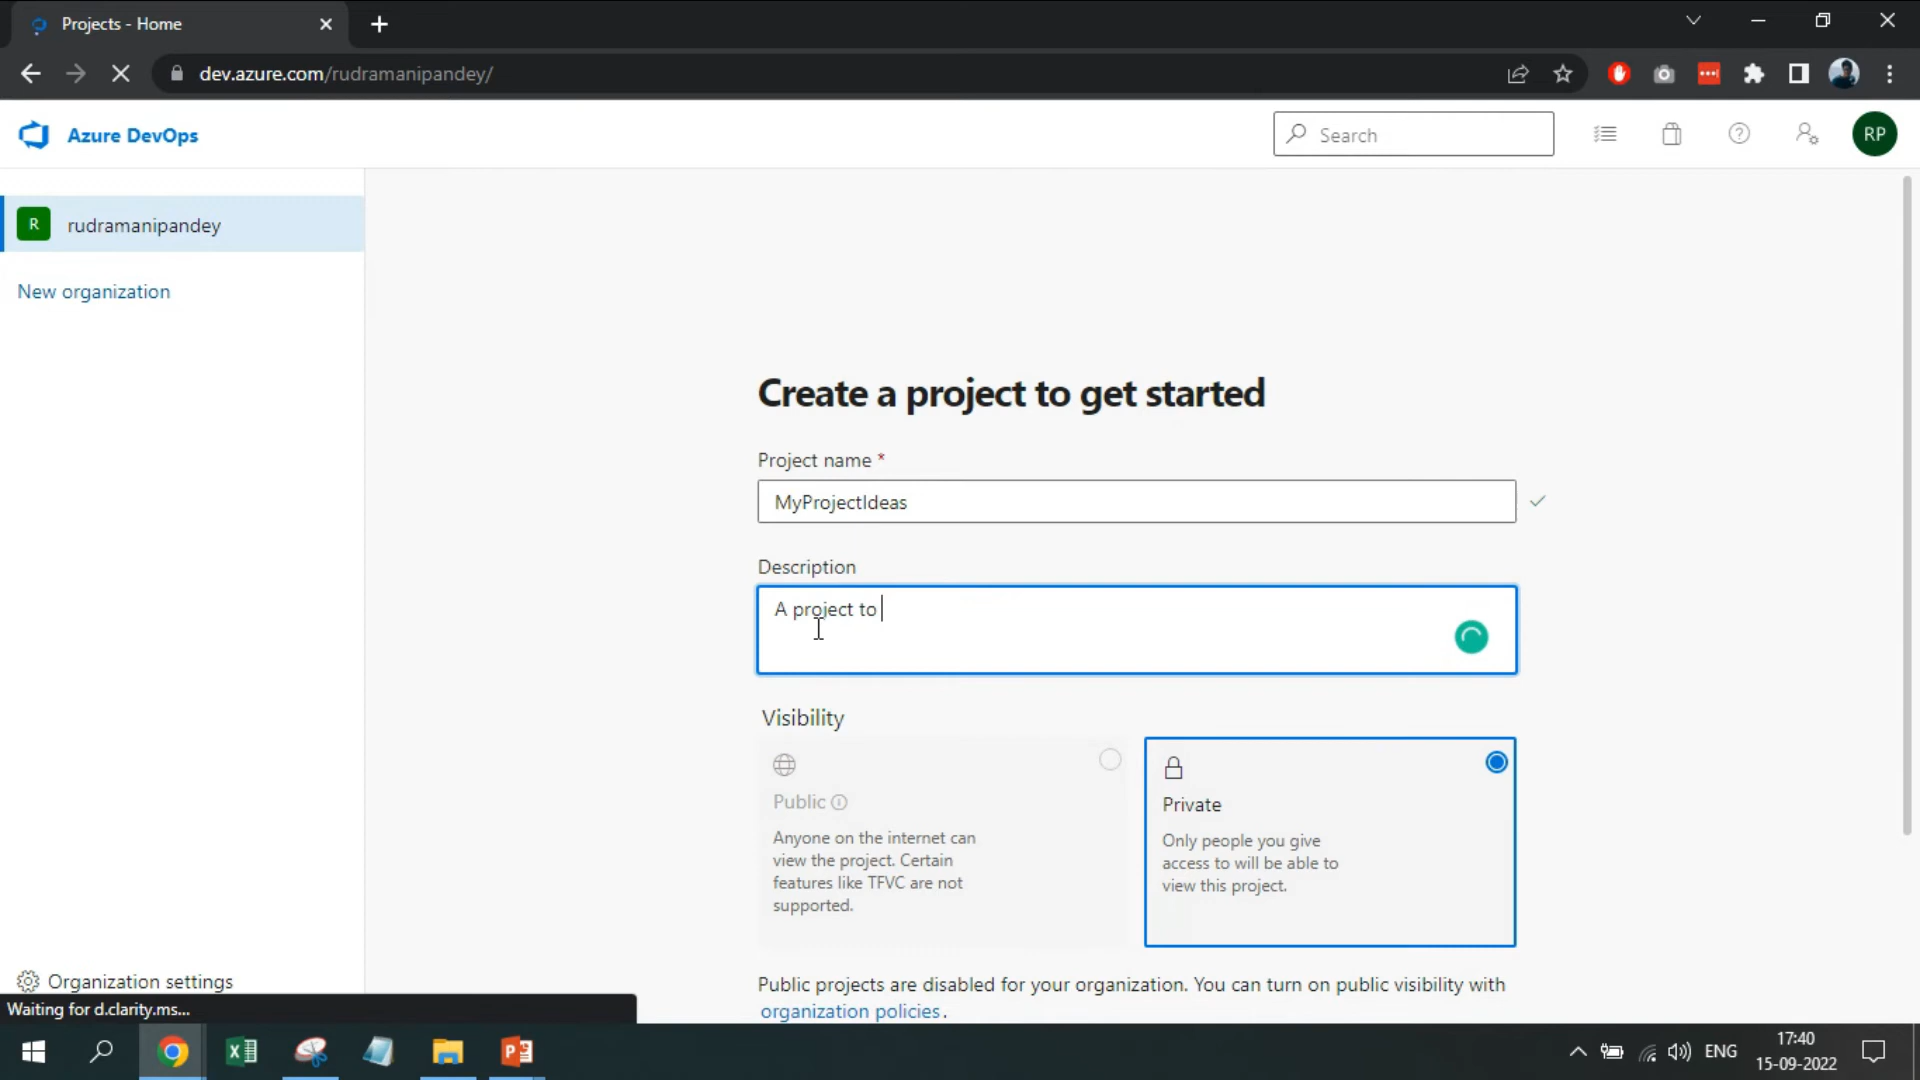 Projects - Home
dev.azure.com/rudramanipandey/
Azure DevOps
Search
RP
R
rudramanipandey
New organization
Create a project to get started
Project name *
MyProjectIdeas
Description
A project to
Visibility
Public
Anyone on the internet can
view the project. Certain
features like TFVC are not
supported.
Private
Only people you give
access to will be able to
view this project.
Public projects are disabled for your organization. You can turn on public visibility with
organization policies.
Organization settings
Waiting for d.clarity.ms...
ENG
17:40
15-09-2022